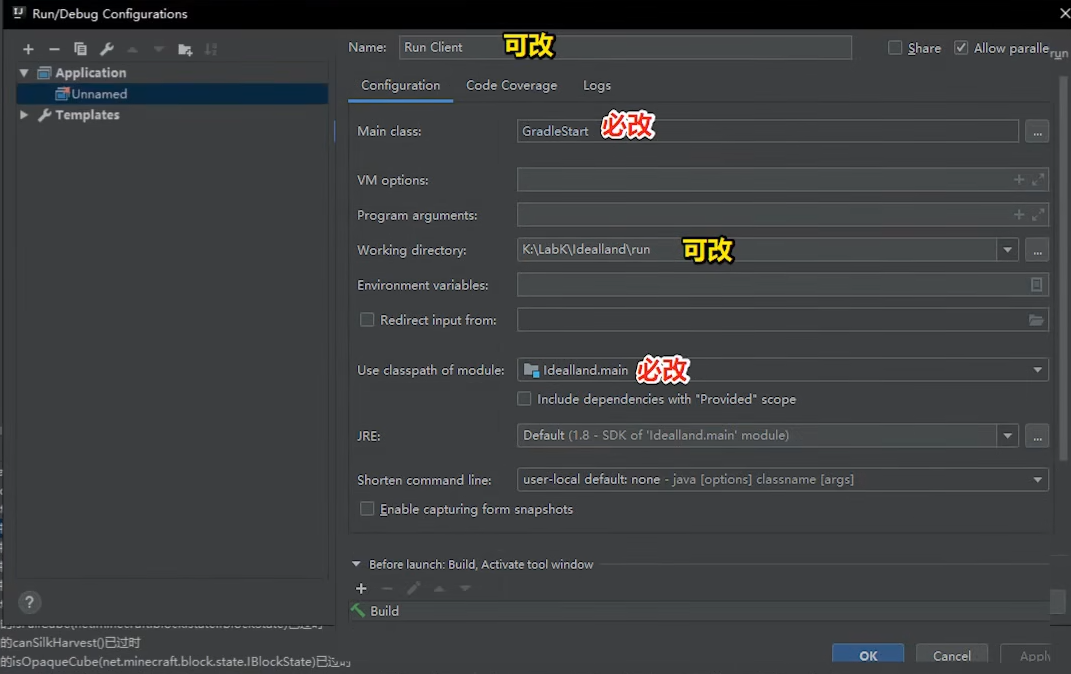 Run/Debug Configurations
Name: Run Client 可改 Share Allow paralle run
Application
Unnamed
Templates
Configuration Code Coverage Logs
Main class: GradleStart 必改 ...
VM options:
Program arguments:
Working directory: K:\LabK\Idealland\run 可改 ...
Environment variables:
Redirect input from:
Use classpath of module: Idealland.main 必改
Include dependencies with "Provided" scope
JRE: Default (1.8 - SDK of 'Idealland.main' module) ...
Shorten command line: user-local default: none - java [options] classname [args]
Enable capturing form snapshots
Before launch: Build, Activate tool window
Build
?
的canSilkHarvest()已过时
的isOpaqueCube(net.minecraft.block.state.IBlockState)已过时
OK Cancel Apply